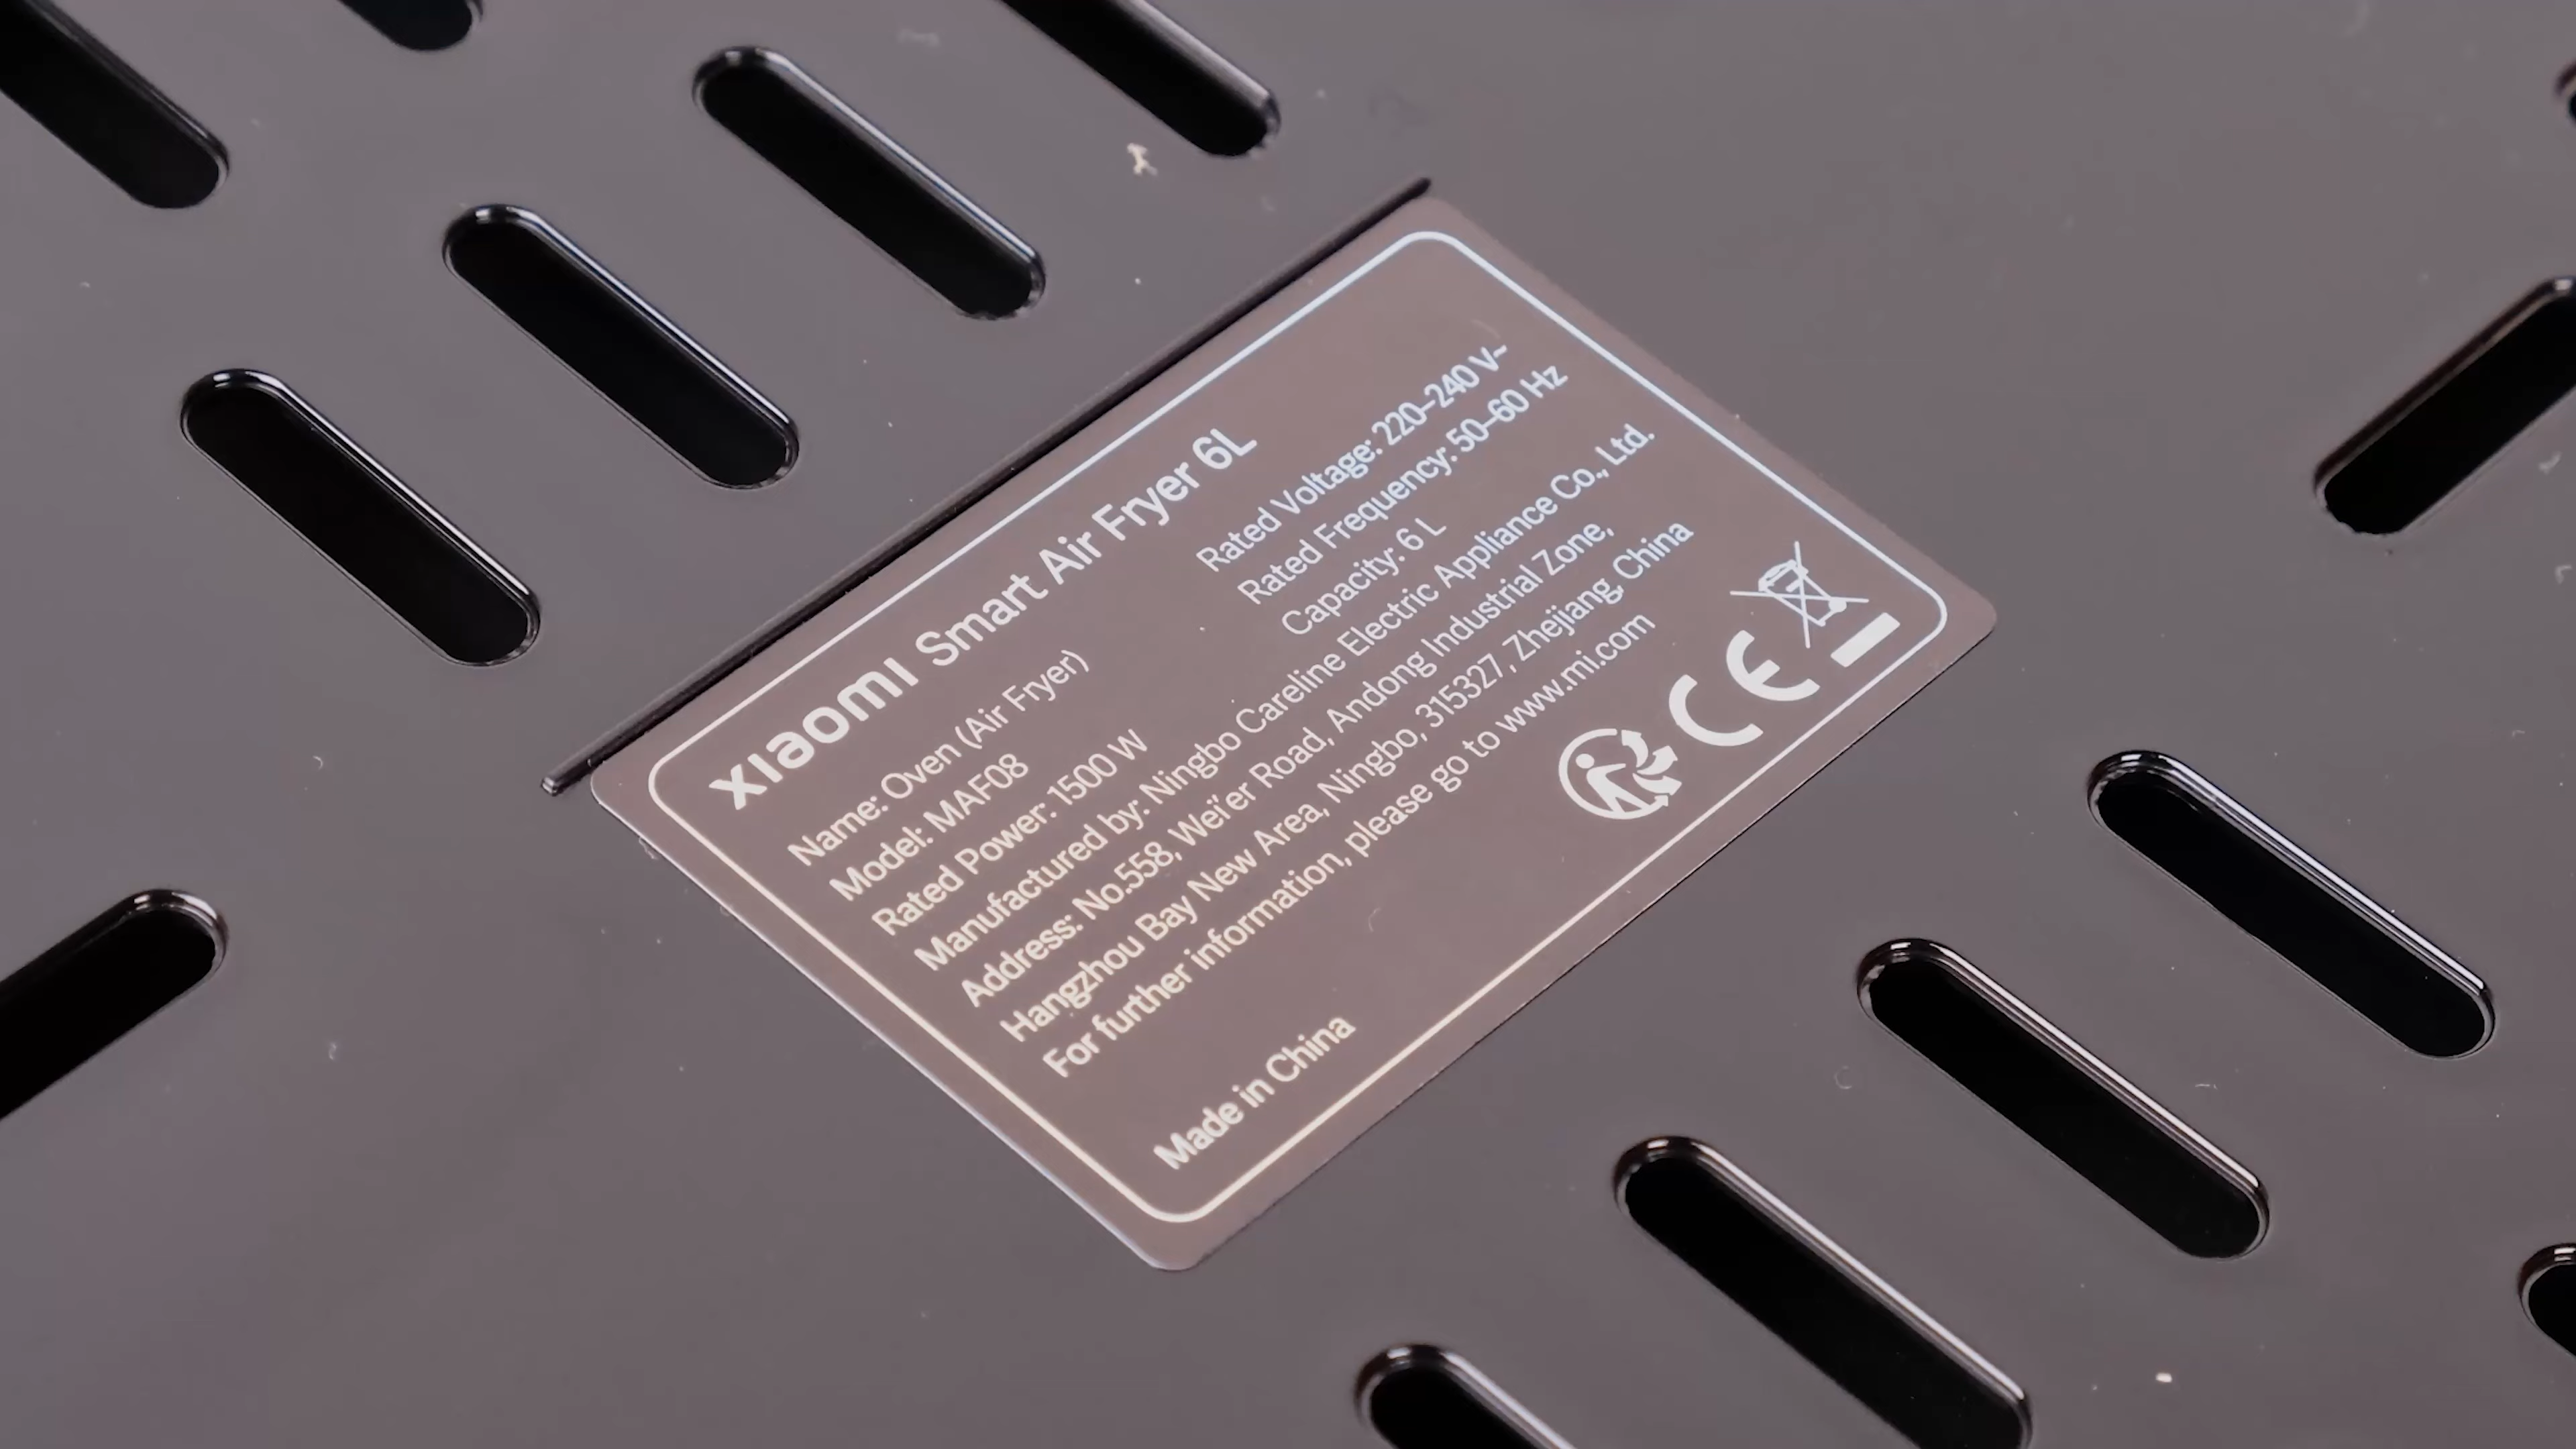 xiaomi Smart Air Fryer 6L
Name: Oven (Air Fryer)
Rated Voltage: 220-240 V~
Model: MAF08
Rated Frequency: 50-60 Hz
Rated Power: 1500 W
Capacity: 6 L
Manufactured by: Ningbo Careline Electric Appliance Co., Ltd.
Address: No.558, Wei'er Road, Andong Industrial Zone,
Hangzhou Bay New Area, Ningbo, 315327, Zhejiang, China
For further information, please go to www.mi.com
Made in China
CE